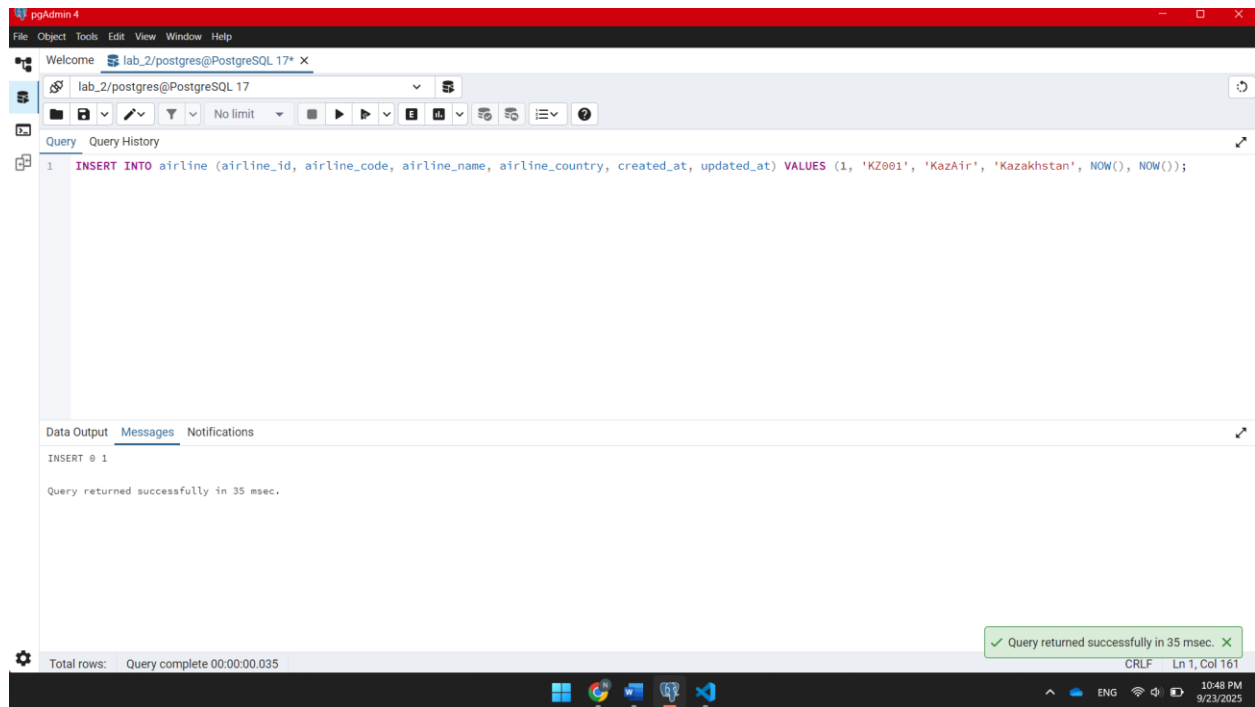 pgAdmin 4
File Object Tools Edit View Window Help
Welcome lab_2/postgres@PostgreSQL 17*
lab_2/postgres@PostgreSQL 17
No limit
Query Query History
1 INSERT INTO airline (airline_id, airline_code, airline_name, airline_country, created_at, updated_at) VALUES (1, 'KZ001', 'KazAir', 'Kazakhstan', NOW(), NOW());
Data Output Messages Notifications
INSERT 0 1
Query returned successfully in 35 msec.
Query returned successfully in 35 msec.
Total rows: Query complete 00:00:00.035 CRLF Ln 1, Col 161
ENG 10:48 PM
9/23/2025